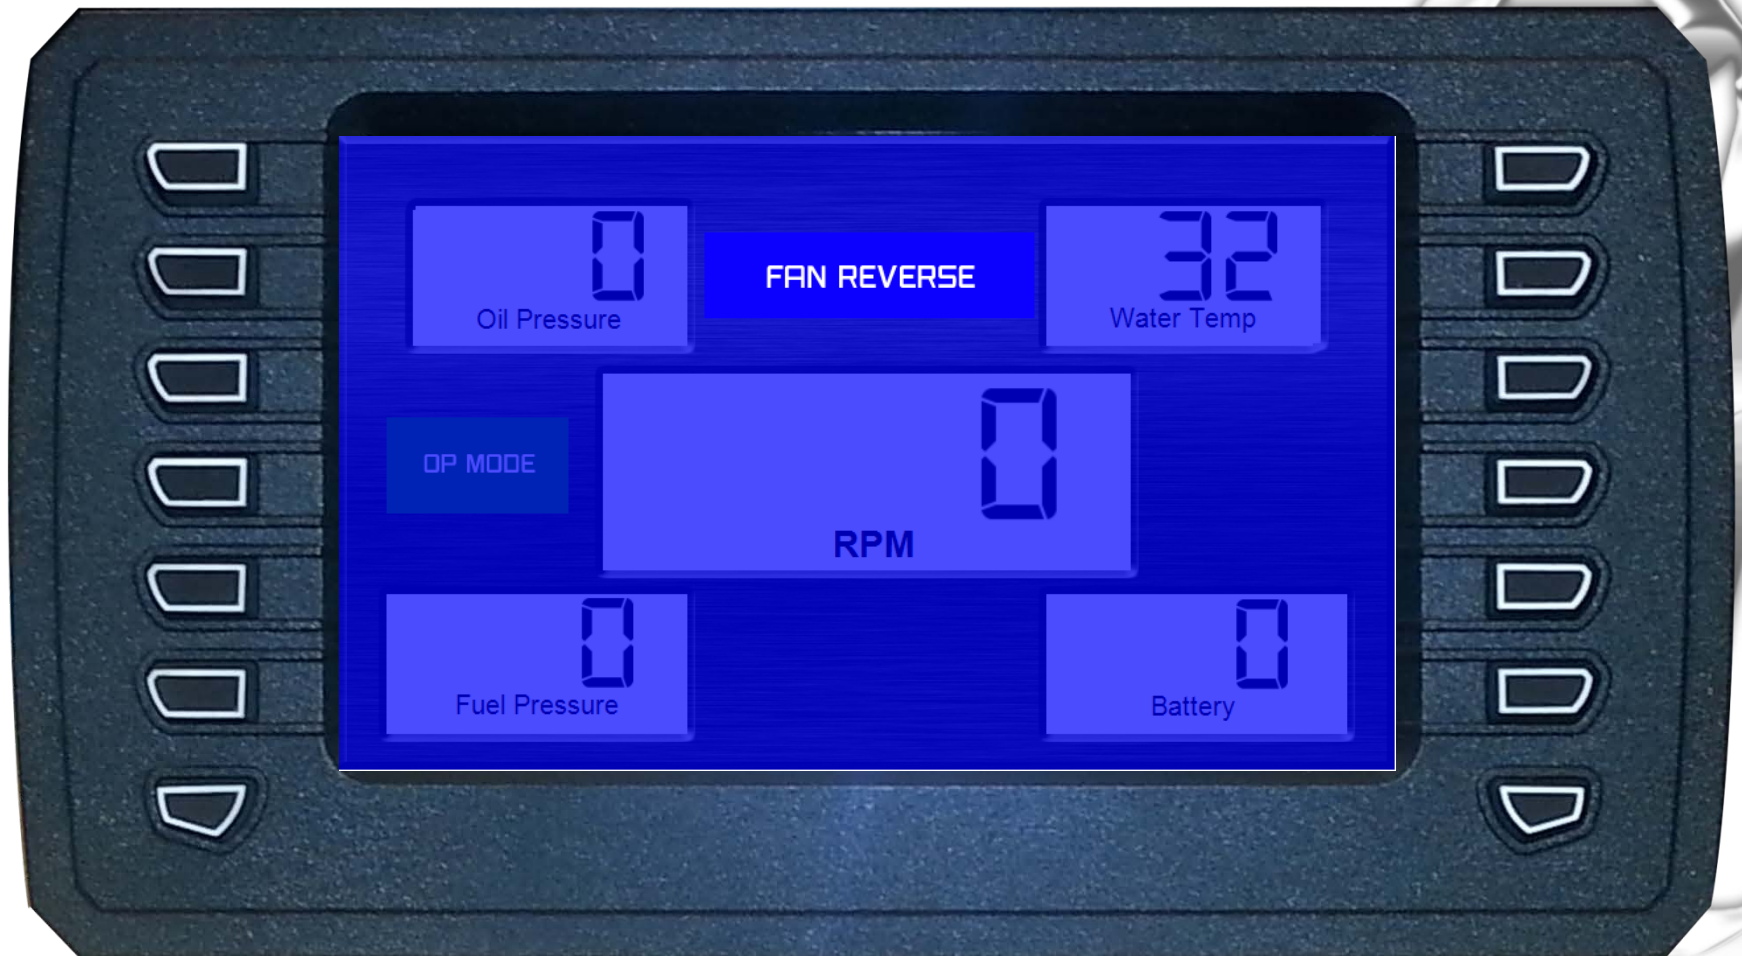 0
Oil Pressure
FAN REVERSE
32
Water Temp
OP MODE
0
RPM
0
Fuel Pressure
0
Battery